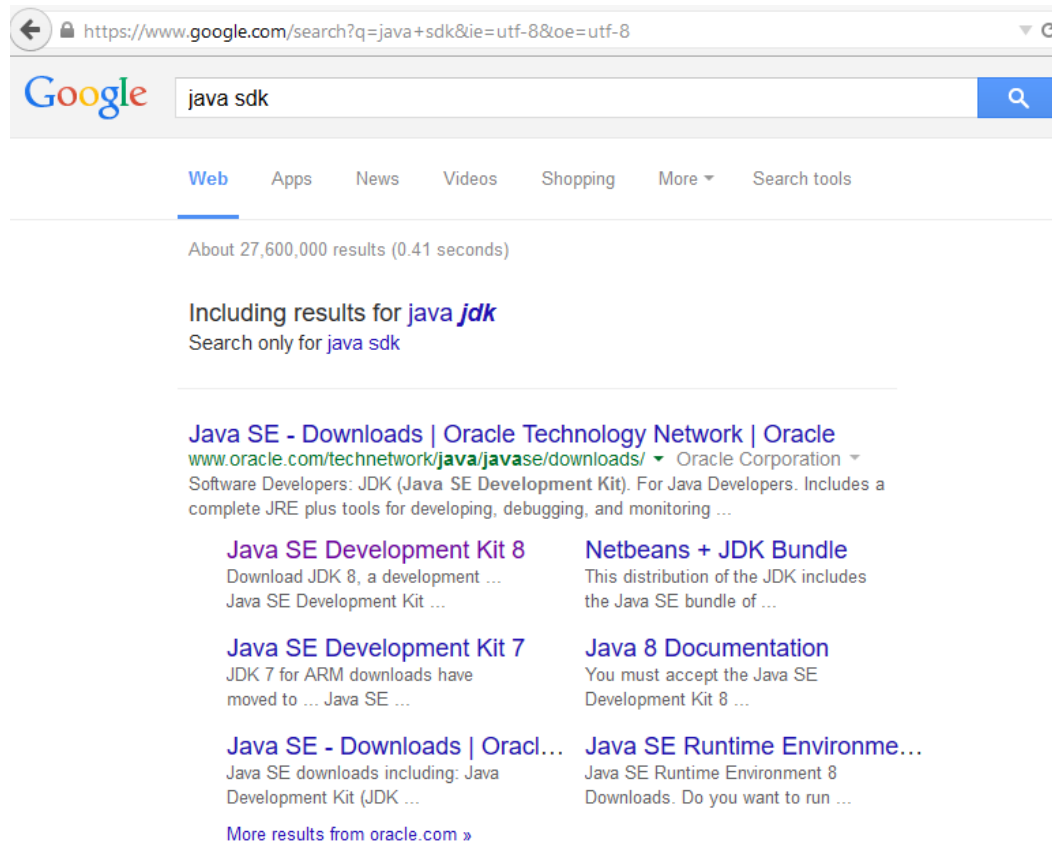 https://www.google.com/search?q=java+sdk&ie=utf-8&oe=utf-8
Google
java sdk
Web Apps News Videos Shopping More Search tools
About 27,600,000 results (0.41 seconds)
Including results for java jdk
Search only for java sdk
Java SE - Downloads | Oracle Technology Network | Oracle
www.oracle.com/technetwork/java/javase/downloads/ Oracle Corporation
Software Developers: JDK (Java SE Development Kit). For Java Developers. Includes a
complete JRE plus tools for developing, debugging, and monitoring ...
Java SE Development Kit 8
Download JDK 8, a development ...
Java SE Development Kit ...
Netbeans + JDK Bundle
This distribution of the JDK includes
the Java SE bundle of ...
Java SE Development Kit 7
JDK 7 for ARM downloads have
moved to ... Java SE ...
Java 8 Documentation
You must accept the Java SE
Development Kit 8 ...
Java SE - Downloads | Oracl...
Java SE downloads including: Java
Development Kit (JDK ...
Java SE Runtime Environme...
Java SE Runtime Environment 8
Downloads. Do you want to run ...
More results from oracle.com »